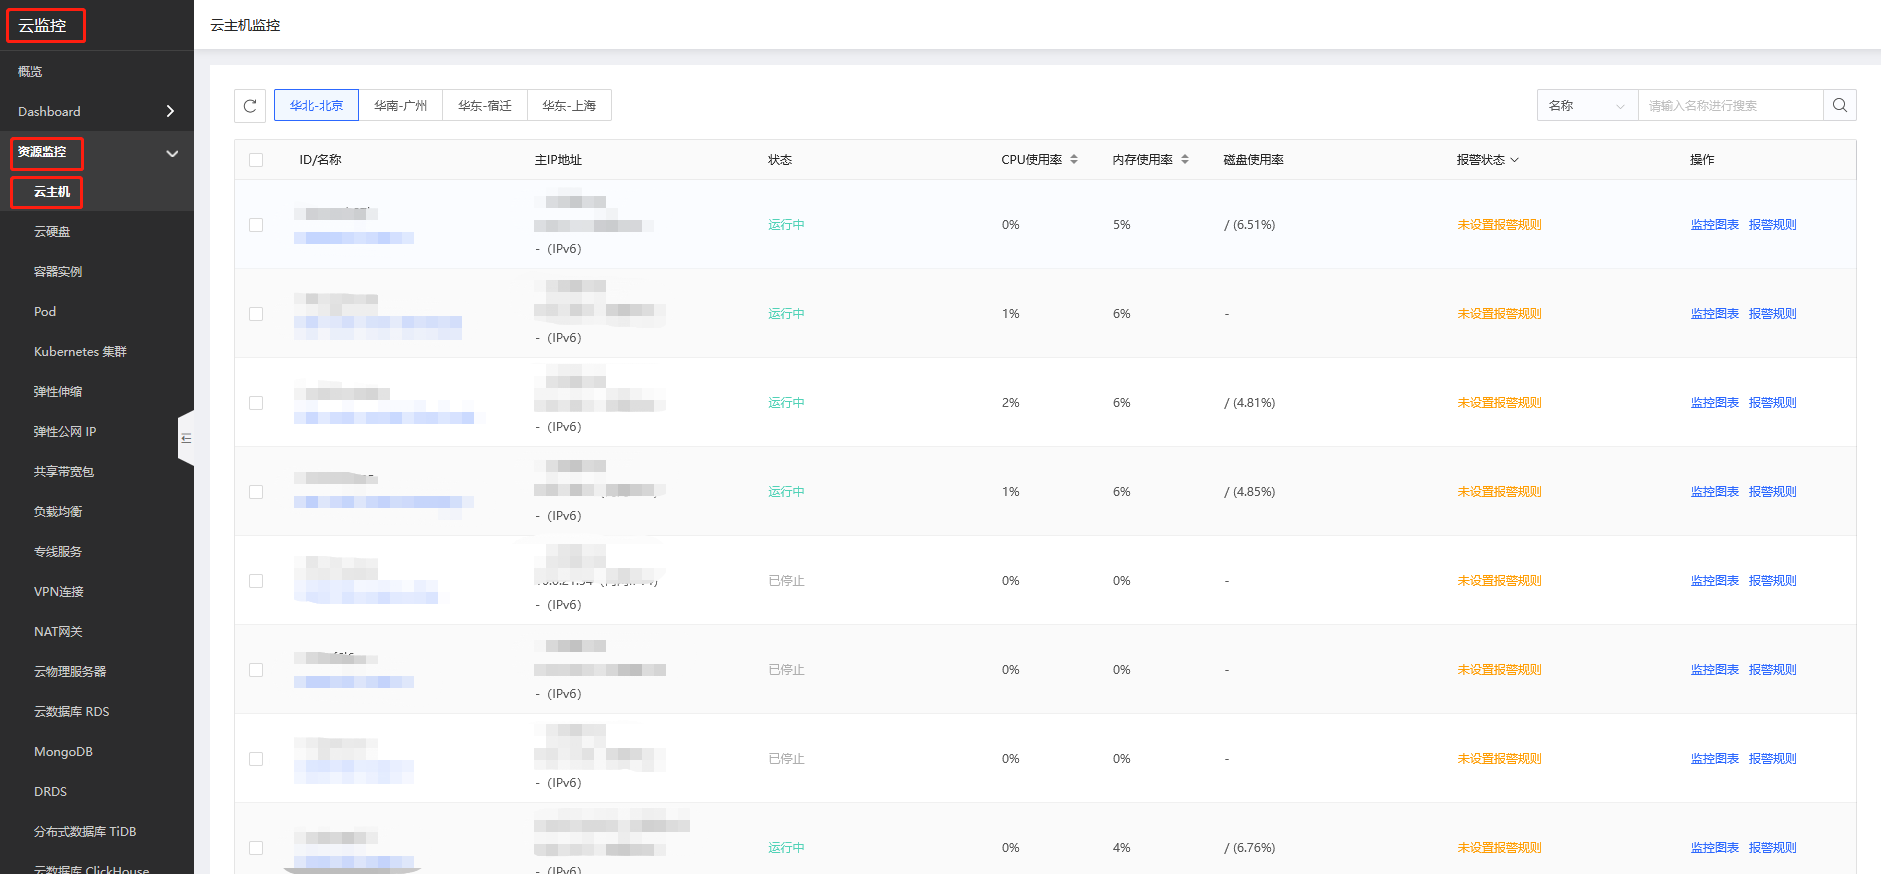 云监控
概览
Dashboard
资源监控
云主机
云硬盘
容器实例
Pod
Kubernetes 集群
弹性伸缩
弹性公网 IP
共享带宽包
负载均衡
专线服务
VPN连接
NAT网关
云物理服务器
云数据库 RDS
MongoDB
DRDS
分布式数据库 TiDB
云数据库 ClickHouse
云主机监控
华北-北京 华南-广州 华东-宿迁 华东-上海 名称 请输入名称进行搜索
ID/名称 主IP地址 状态 CPU使用率 内存使用率 磁盘使用率 报警状态 操作
运行中 0% 5% / (6.51%) 未设置报警规则 监控图表 报警规则
- (IPv6)
运行中 1% 6% - 未设置报警规则 监控图表 报警规则
- (IPv6)
运行中 2% 6% / (4.81%) 未设置报警规则 监控图表 报警规则
- (IPv6)
运行中 1% 6% / (4.85%) 未设置报警规则 监控图表 报警规则
- (IPv6)
已停止 0% 0% - 未设置报警规则 监控图表 报警规则
- (IPv6)
已停止 0% 0% - 未设置报警规则 监控图表 报警规则
- (IPv6)
已停止 0% 0% - 未设置报警规则 监控图表 报警规则
- (IPv6)
运行中 0% 4% / (6.76%) 未设置报警规则 监控图表 报警规则
- (IPv6)